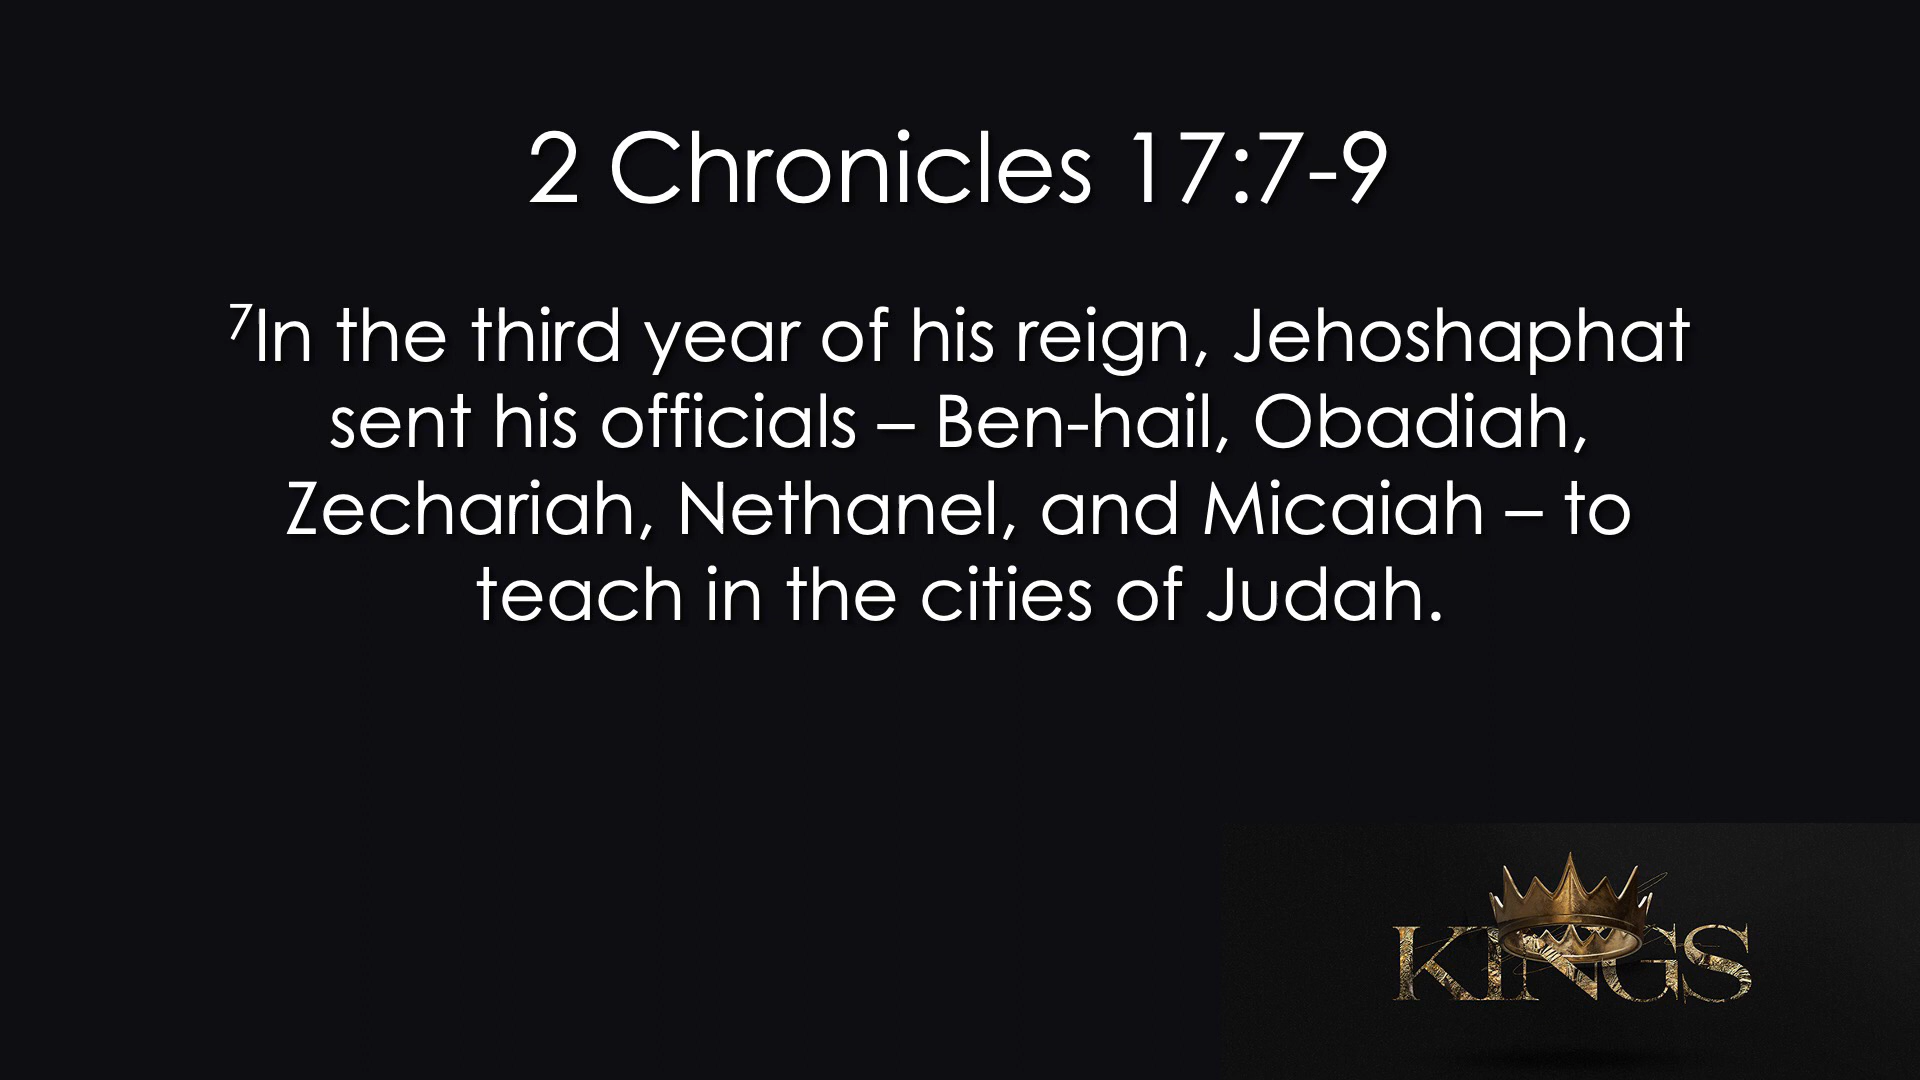 2 Chronicles 17:7-9
⁷In the third year of his reign, Jehoshaphat
sent his officials – Ben-hail, Obadiah,
Zechariah, Nethanel, and Micaiah – to
teach in the cities of Judah.
KINGS